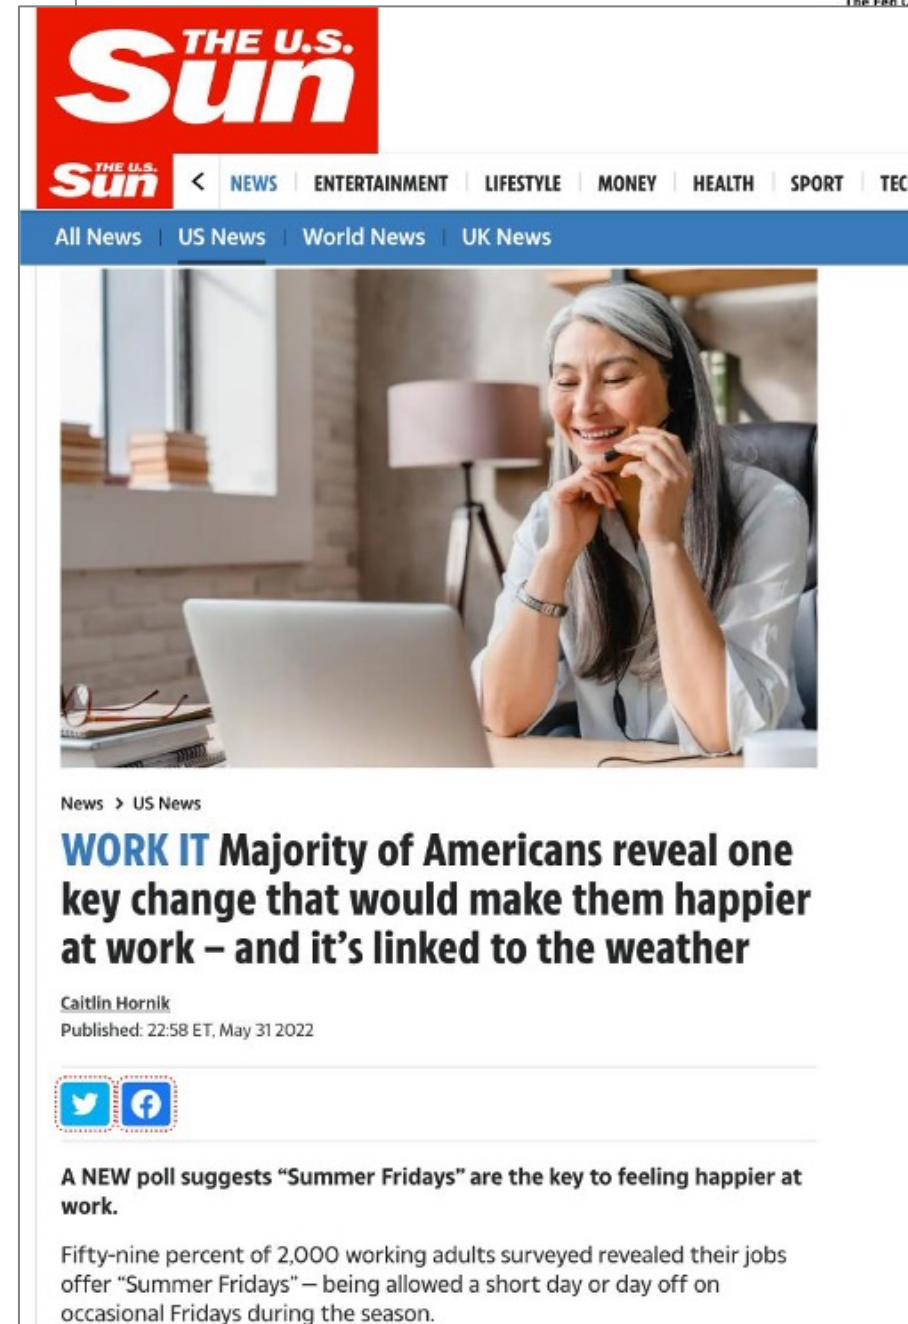 THE U.S.
Sun
THE U.S.
Sun
< NEWS ENTERTAINMENT LIFESTYLE MONEY HEALTH SPORT TEC
All News US News World News UK News
News > US News
WORK IT Majority of Americans reveal one
key change that would make them happier
at work – and it’s linked to the weather
Caitlin Hornik
Published: 22:58 ET, May 31 2022
A NEW poll suggests “Summer Fridays” are the key to feeling happier at
work.
Fifty-nine percent of 2,000 working adults surveyed revealed their jobs
offer “Summer Fridays” – being allowed a short day or day off on
occasional Fridays during the season.